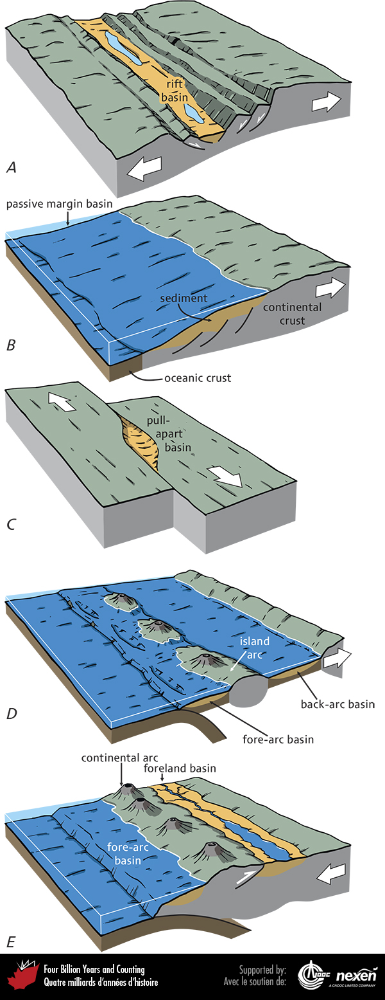 rift
basin
A
passive margin basin
sediment
continental
crust
B
oceanic crust
pull-
apart
basin
C
island
arc
back-arc basin
D
fore-arc basin
continental arc
foreland basin
fore-arc
basin
E
Four Billion Years and Counting
Quatre milliards d'années d'histoire
Supported by:
Avec le soutien de:
CNOOC
nexen
A CNOOC LIMITED COMPANY